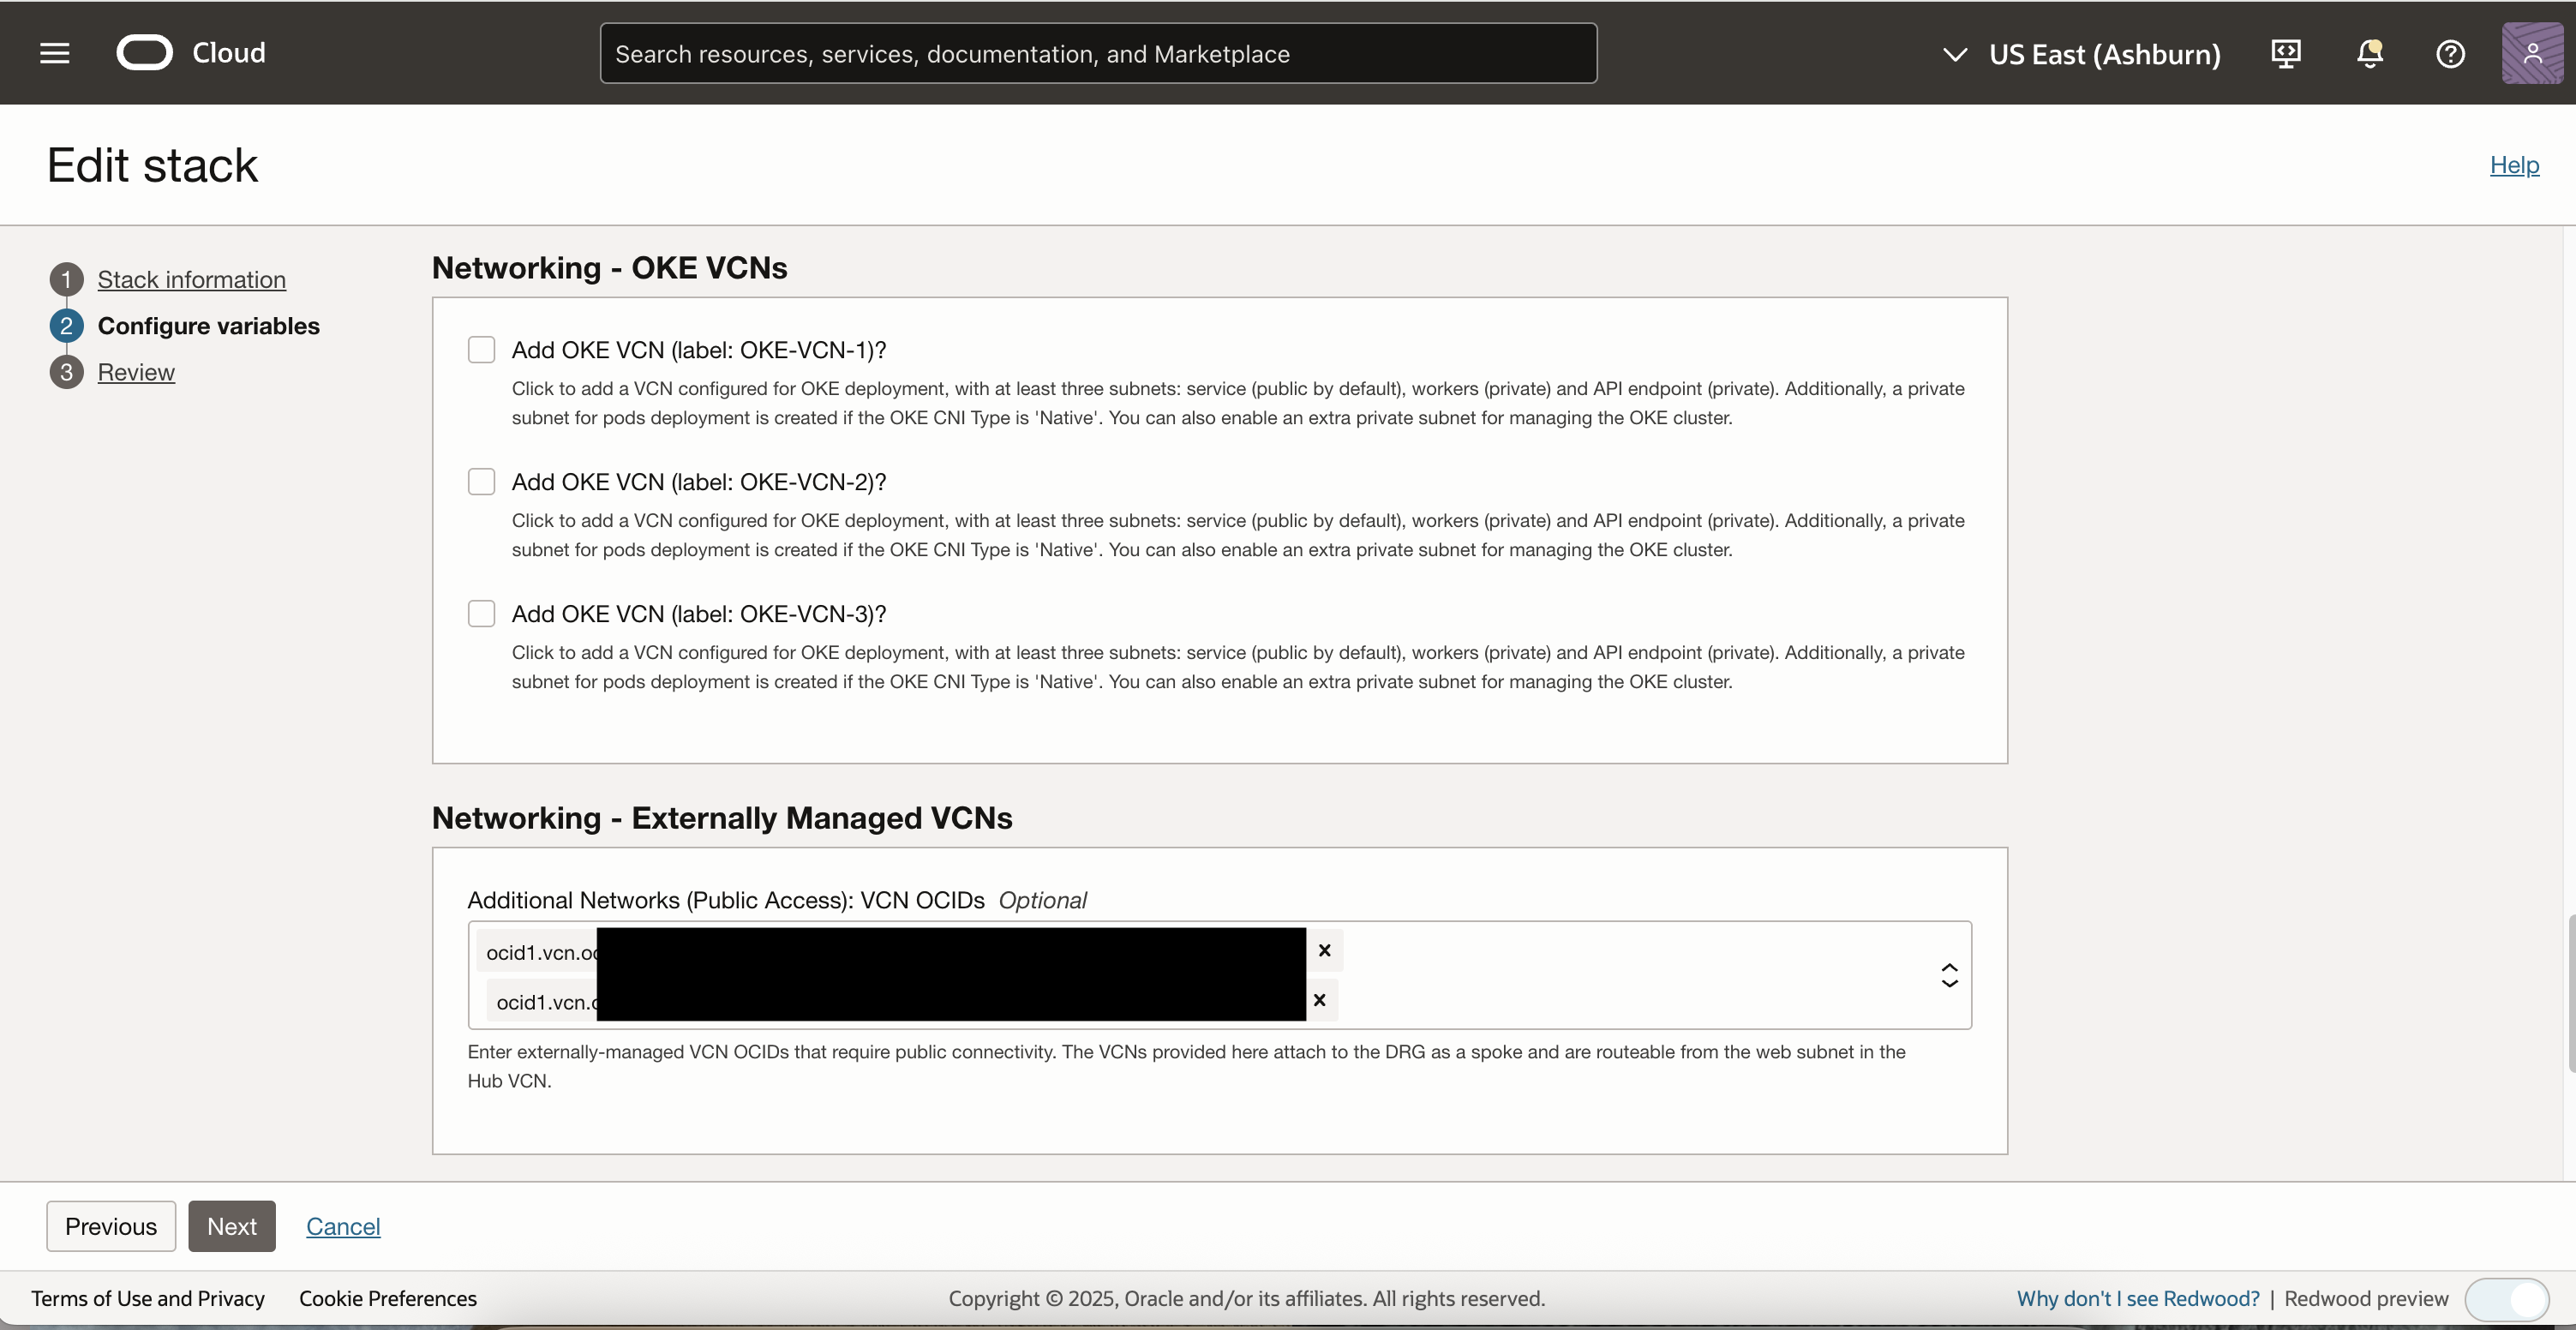 Cloud
Search resources, services, documentation, and Marketplace
US East (Ashburn)
Edit stack
Help
1 Stack information
2 Configure variables
3 Review
Networking - OKE VCNs
Add OKE VCN (label: OKE-VCN-1)?
Click to add a VCN configured for OKE deployment, with at least three subnets: service (public by default), workers (private) and API endpoint (private). Additionally, a private
subnet for pods deployment is created if the OKE CNI Type is 'Native'. You can also enable an extra private subnet for managing the OKE cluster.
Add OKE VCN (label: OKE-VCN-2)?
Click to add a VCN configured for OKE deployment, with at least three subnets: service (public by default), workers (private) and API endpoint (private). Additionally, a private
subnet for pods deployment is created if the OKE CNI Type is 'Native'. You can also enable an extra private subnet for managing the OKE cluster.
Add OKE VCN (label: OKE-VCN-3)?
Click to add a VCN configured for OKE deployment, with at least three subnets: service (public by default), workers (private) and API endpoint (private). Additionally, a private
subnet for pods deployment is created if the OKE CNI Type is 'Native'. You can also enable an extra private subnet for managing the OKE cluster.
Networking - Externally Managed VCNs
Additional Networks (Public Access): VCN OCIDs Optional
ocid1.vcn.oc
ocid1.vcn.
Enter externally-managed VCN OCIDs that require public connectivity. The VCNs provided here attach to the DRG as a spoke and are routeable from the web subnet in the
Hub VCN.
Previous
Next
Cancel
Terms of Use and Privacy
Cookie Preferences
Copyright © 2025, Oracle and/or its affiliates. All rights reserved.
Why don't I see Redwood? | Redwood preview